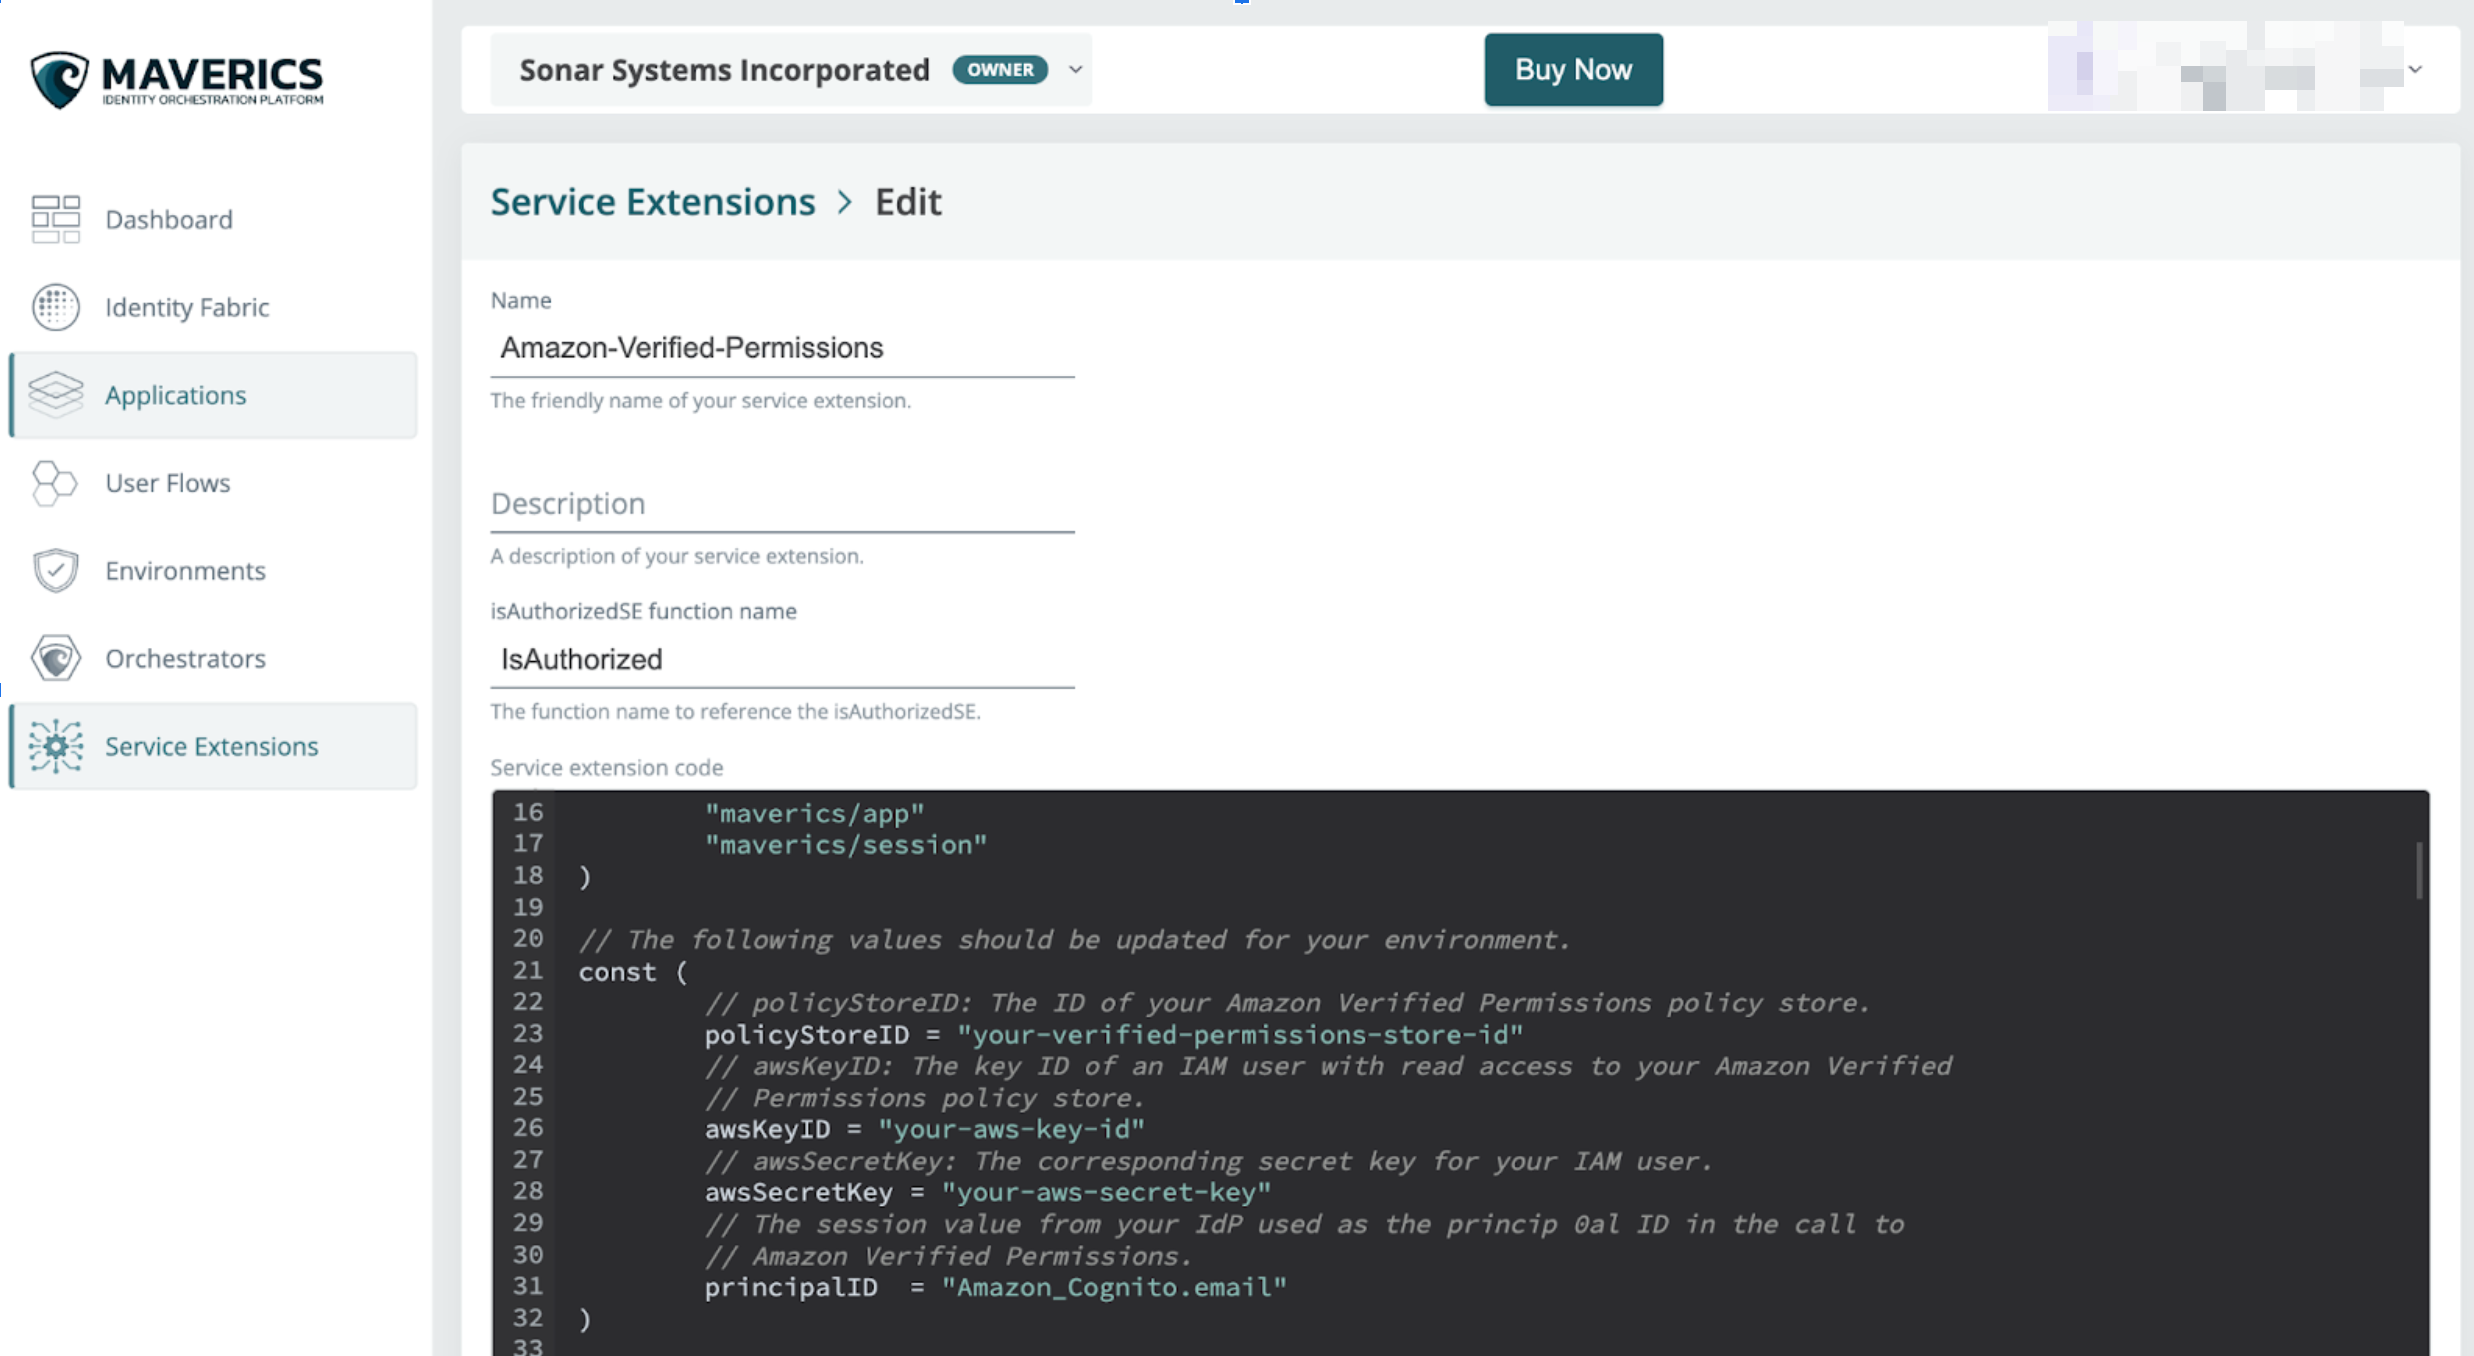 MAVERICS
IDENTITY ORCHESTRATION PLATFORM
Sonar Systems Incorporated OWNER
Buy Now
Dashboard
Identity Fabric
Applications
User Flows
Environments
Orchestrators
Service Extensions
Service Extensions > Edit
Name
Amazon-Verified-Permissions
The friendly name of your service extension.
Description
A description of your service extension.
isAuthorizedSE function name
IsAuthorized
The function name to reference the isAuthorizedSE.
Service extension code
16 "maverics/app"
17 "maverics/session"
18 )
19
20 // The following values should be updated for your environment.
21 const (
22 // policyStoreID: The ID of your Amazon Verified Permissions policy store.
23 policyStoreID = "your-verified-permissions-store-id"
24 // awsKeyID: The key ID of an IAM user with read access to your Amazon Verified
25 // Permissions policy store.
26 awsKeyID = "your-aws-key-id"
27 // awsSecretKey: The corresponding secret key for your IAM user.
28 awsSecretKey = "your-aws-secret-key"
29 // The session value from your IdP used as the princip 0al ID in the call to
30 // Amazon Verified Permissions.
31 principalID = "Amazon_Cognito.email"
32 )
33